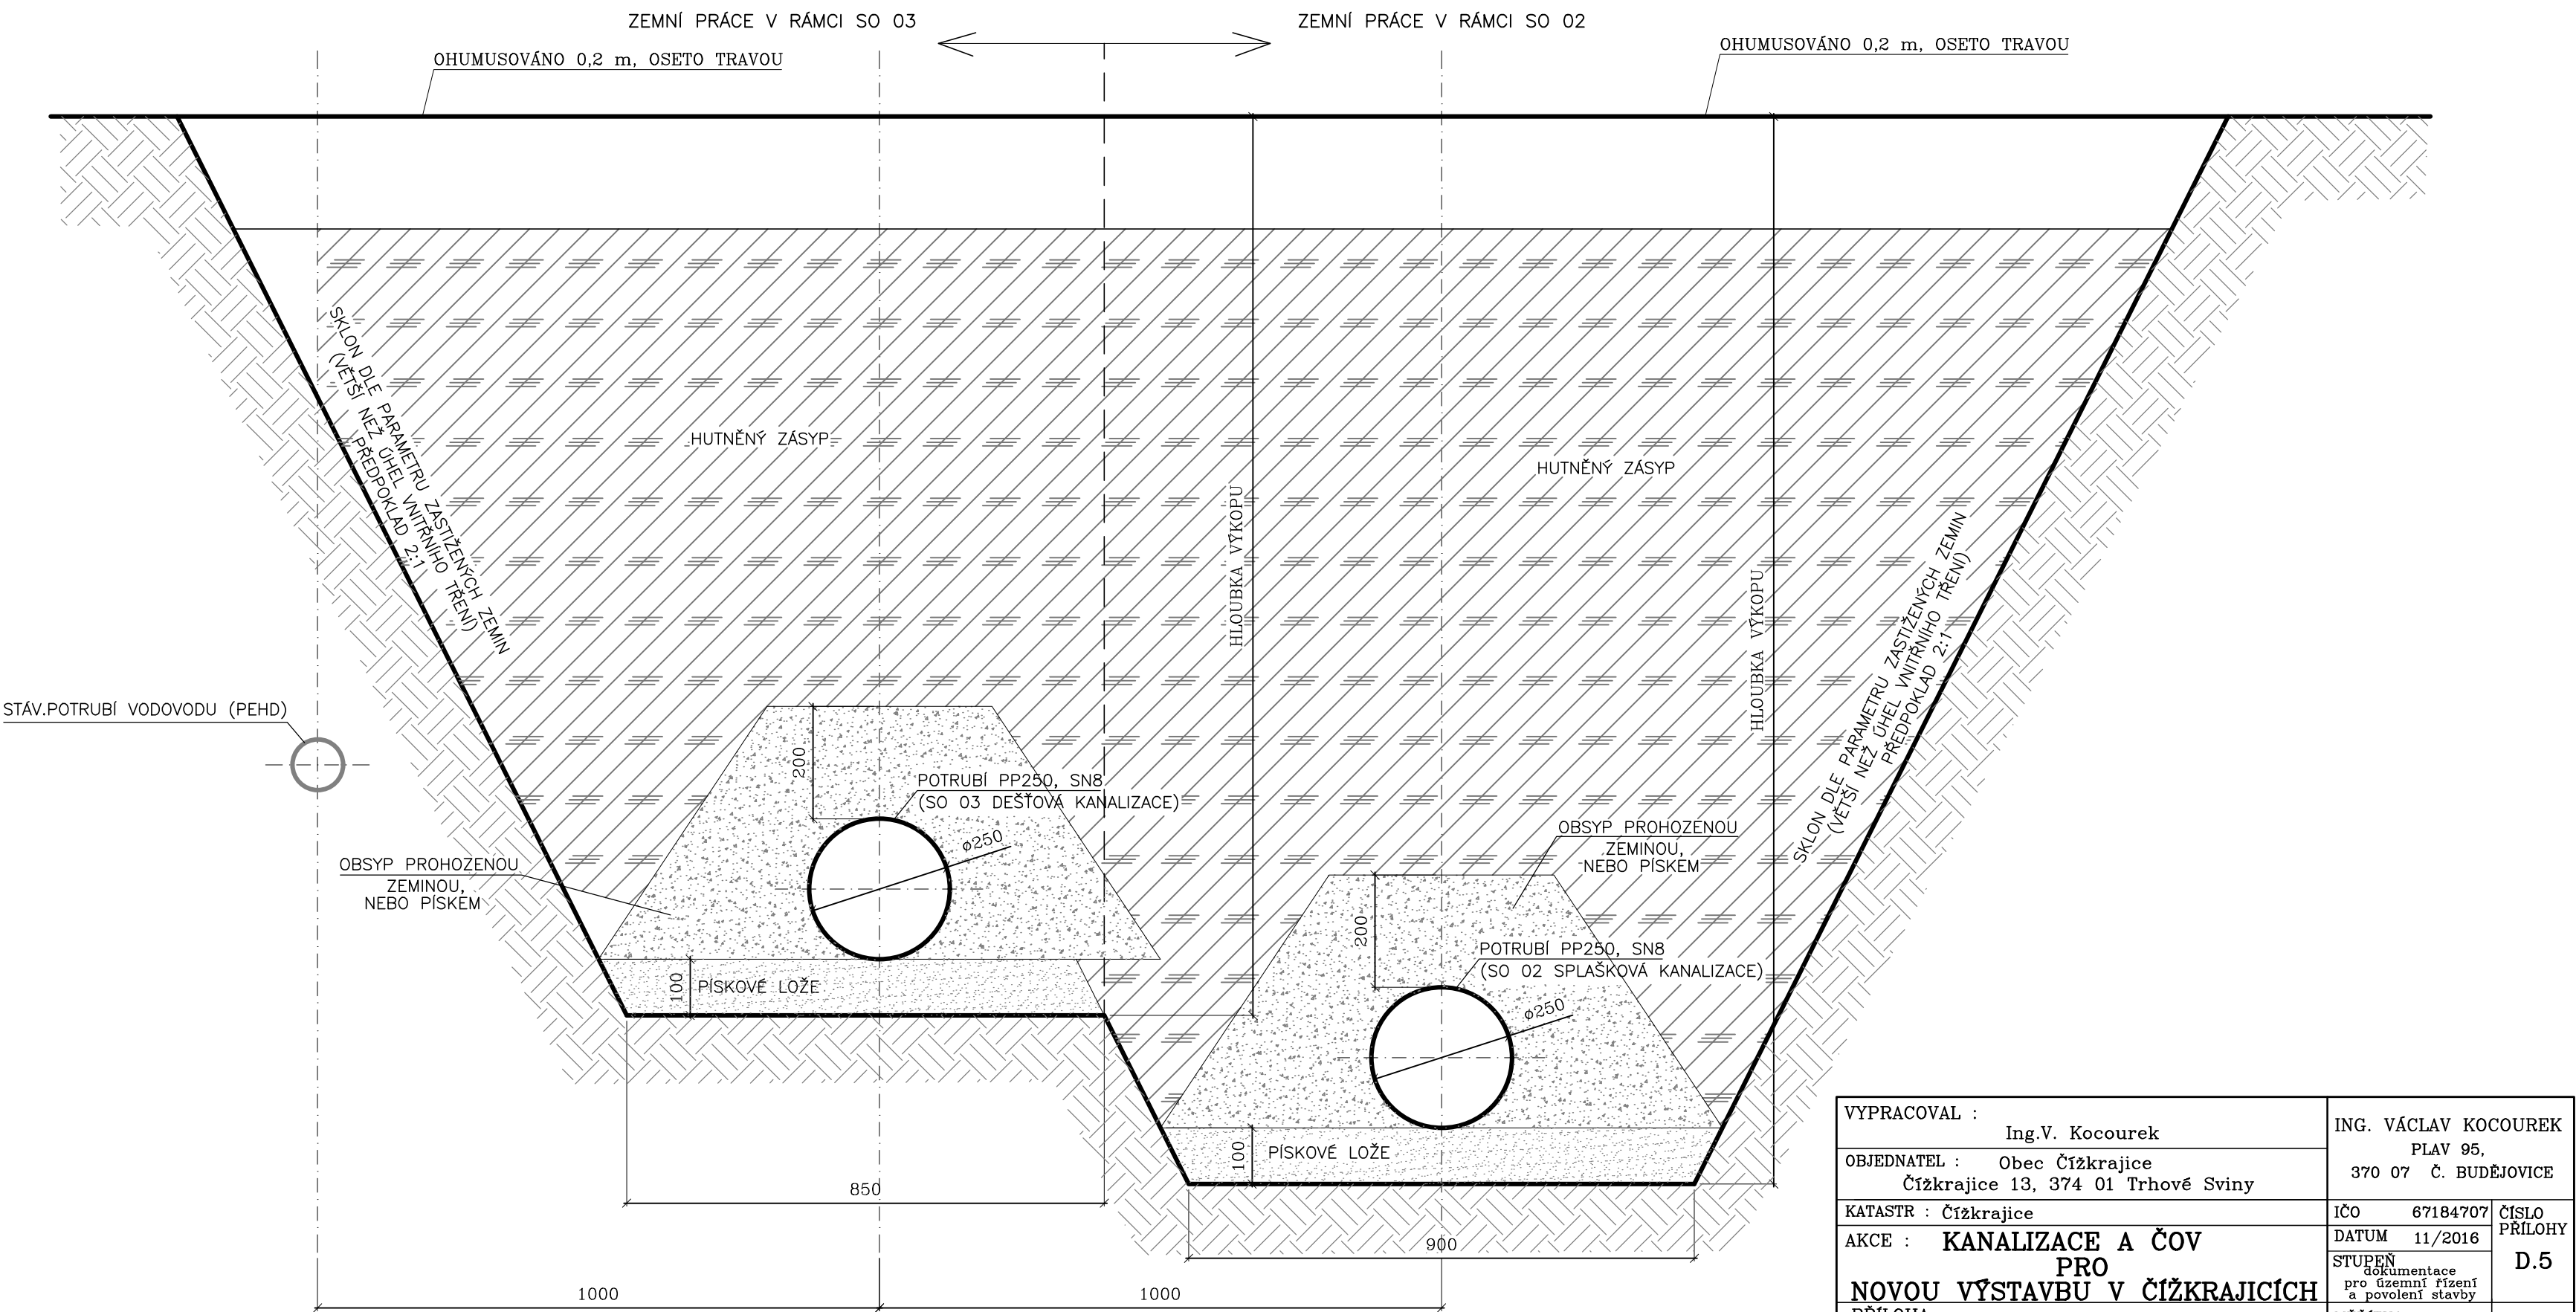 ZEMNÍ PRÁCE V RÁMCI SO 03
ZEMNÍ PRÁCE V RÁMCI SO 02
OHUMUSOVÁNO 0,2 m, OSETO TRAVOU
OHUMUSOVÁNO 0,2 m, OSETO TRAVOU
SKLON DLE PARAMETRU ZASTIŽENÝCH ZEMIN
(VĚTŠÍ NEŽ ÚHEL VNITŘNÍHO TŘENÍ)
PŘEDPOKLAD 2:1
HUTNĚNÝ ZÁSYP
HUTNĚNÝ ZÁSYP
HLOUBKA VÝKOPU
HLOUBKA VÝKOPU
SKLON DLE PARAMETRU ZASTIŽENÝCH ZEMIN
(VĚTŠÍ NEŽ ÚHEL VNITŘNÍHO TŘENÍ)
PŘEDPOKLAD 2:1
STÁV.POTRUBÍ VODOVODU (PEHD)
200
POTRUBÍ PP250, SN8
(SO 03 DEŠŤOVÁ KANALIZACE)
ø250
OBSYP PROHOZENOU
ZEMINOU,
NEBO PÍSKEM
OBSYP PROHOZENOU
ZEMINOU,
NEBO PÍSKEM
200
POTRUBÍ PP250, SN8
(SO 02 SPLAŠKOVÁ KANALIZACE)
ø250
100
PÍSKOVÉ LOŽE
100
PÍSKOVÉ LOŽE
850
900
1000
1000
VYPRACOVAL :
Ing.V. Kocourek
OBJEDNATEL : Obec Čížkrajice
Čížkrajice 13, 374 01 Trhové Sviny
KATASTR : Čížkrajice
AKCE : KANALIZACE A ČOV
PRO
NOVOU VÝSTAVBU V ČÍŽKRAJICÍCH
ING. VÁCLAV KOCOUREK
PLAV 95,
370 07 Č. BUDĚJOVICE
IČO 67184707
DATUM 11/2016
STUPEŇ
dokumentace
pro územní řízení
a povolení stavby
ČÍSLO
PŘÍLOHY
D.5